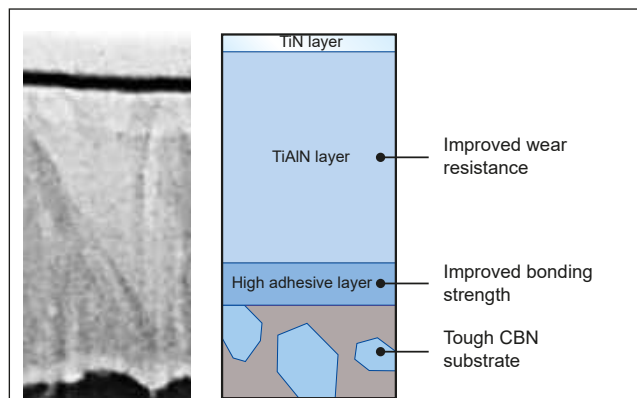 TiN layer
TiAlN layer
Improved wear
resistance
High adhesive layer
Improved bonding
strength
Tough CBN
substrate